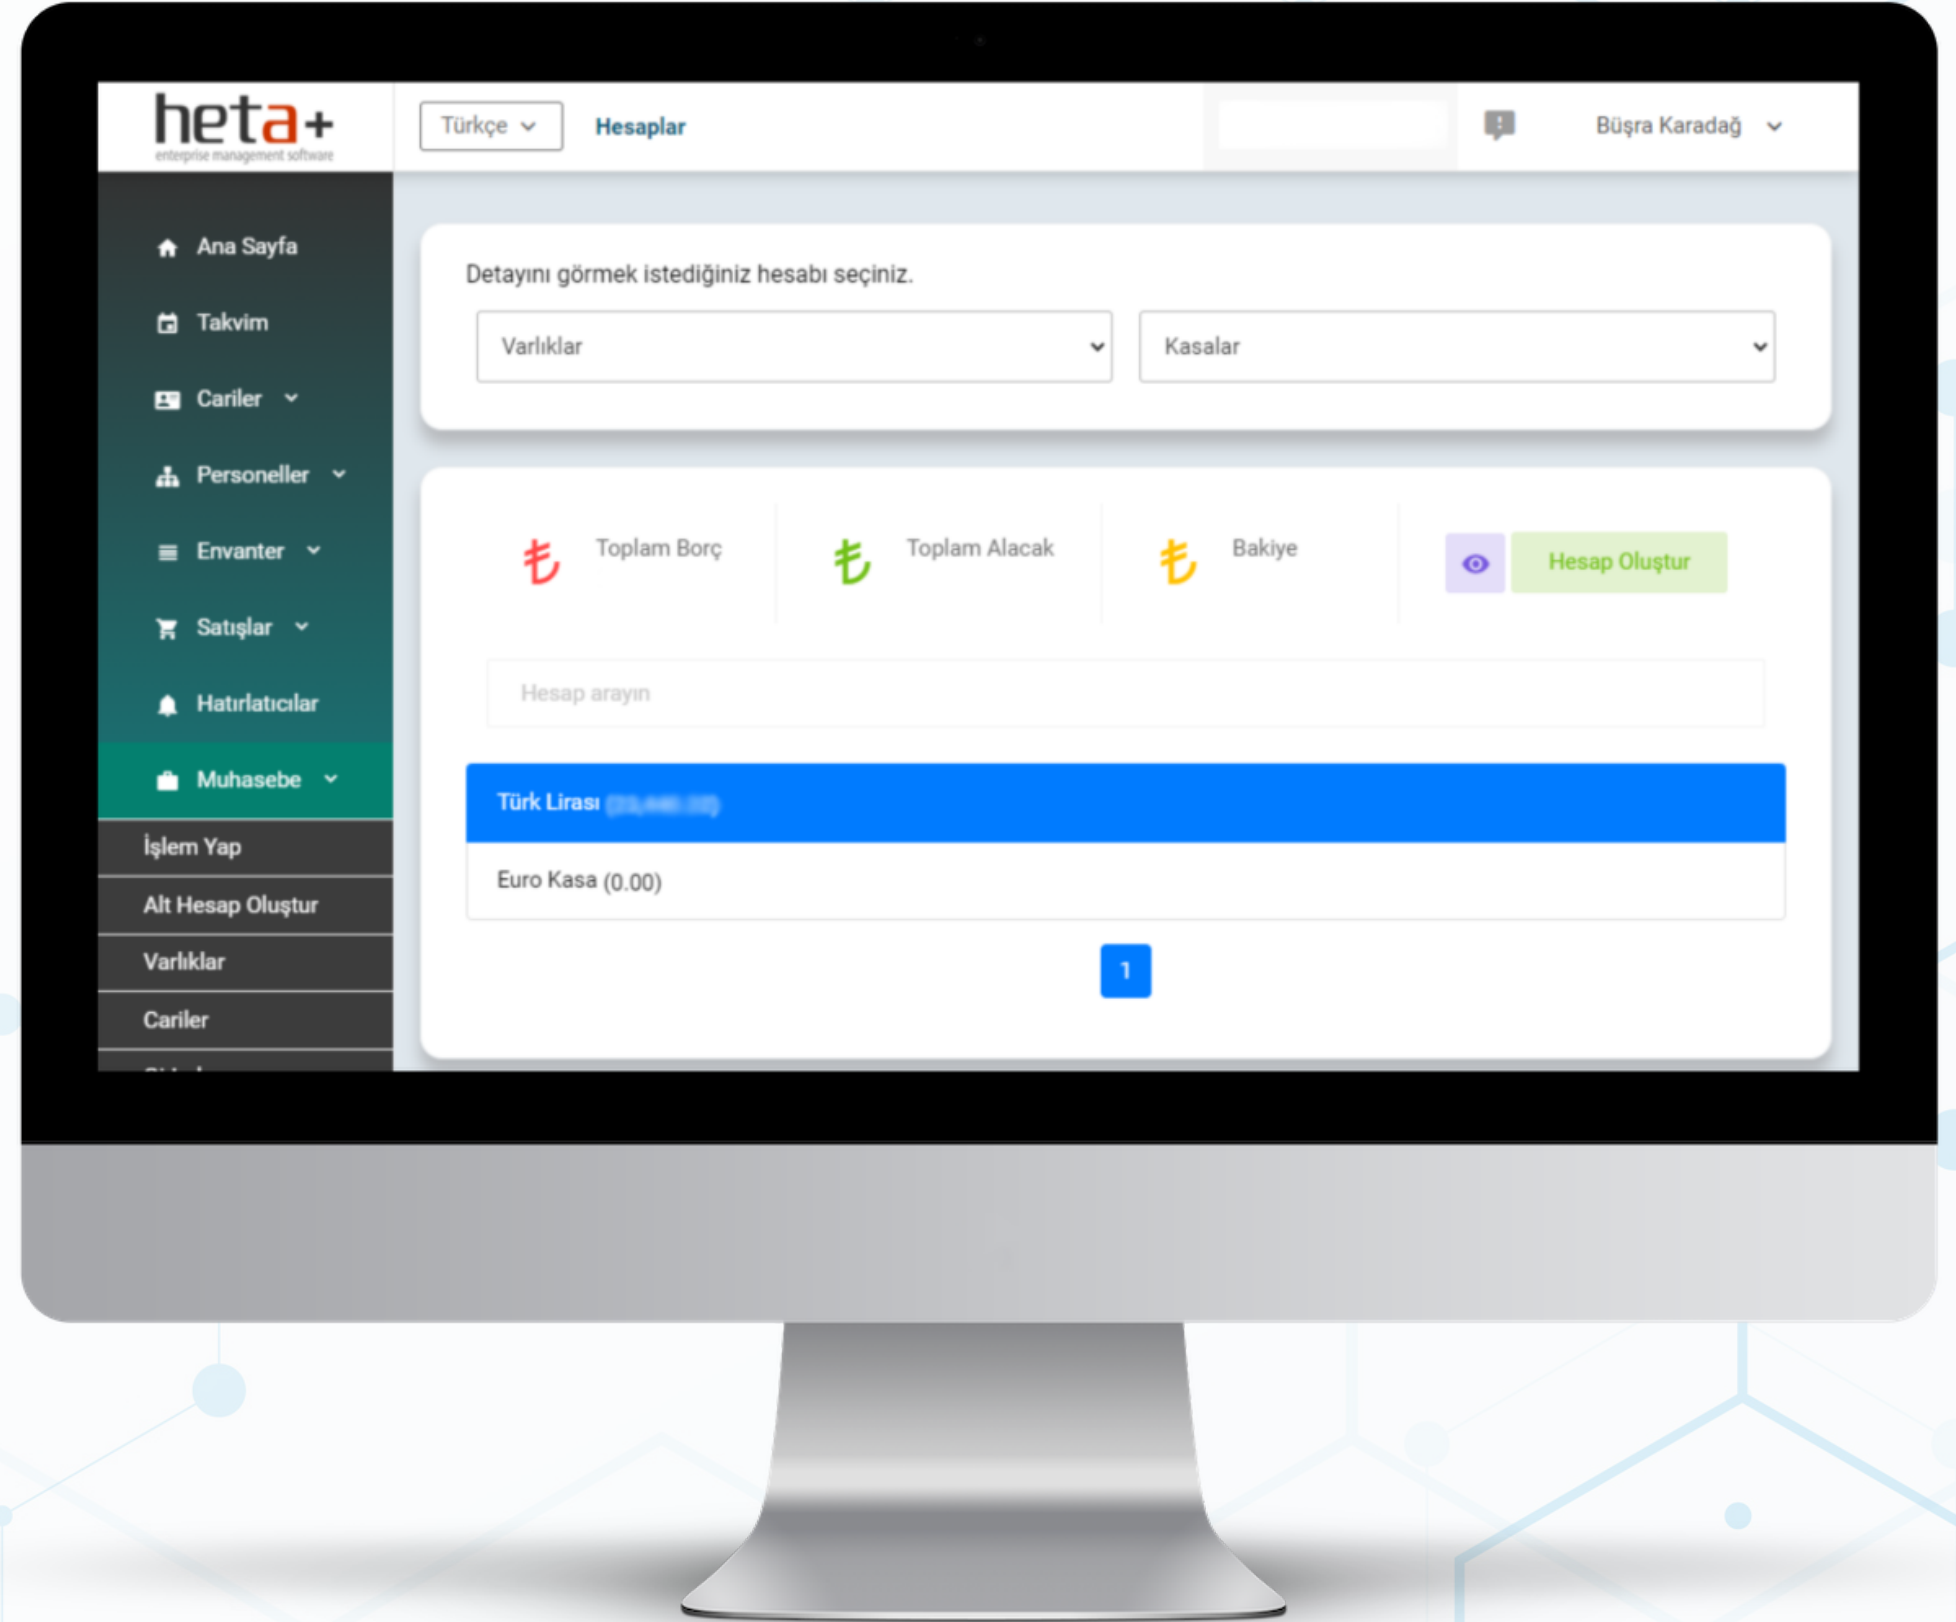 heta+
enterprise management software
Türkçe
Hesaplar
Büşra Karadağ
Ana Sayfa
Takvim
Cariler
Personeller
Envanter
Satışlar
Hatırlatıcılar
Muhasebe
İşlem Yap
Alt Hesap Oluştur
Varlıklar
Cariler
Detayını görmek istediğiniz hesabı seçiniz.
Varlıklar
Kasalar
₺ Toplam Borç
₺ Toplam Alacak
₺ Bakiye
Hesap Oluştur
Hesap arayın
Türk Lirası
Euro Kasa (0.00)
1